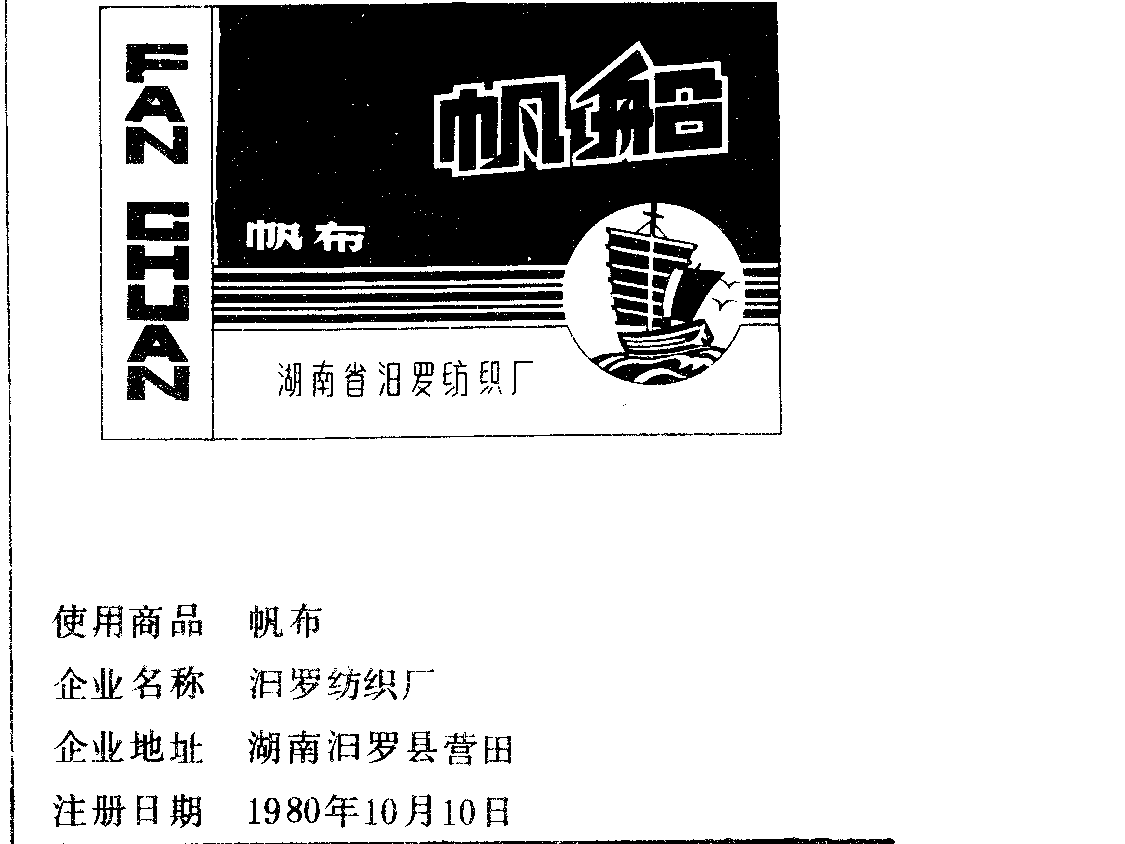 FAN CHUAN
帆船
帆布
湖南省汨罗纺织厂
使用商品 帆布
企业名称 汨罗纺织厂
企业地址 湖南汨罗县营田
注册日期 1980年10月10日